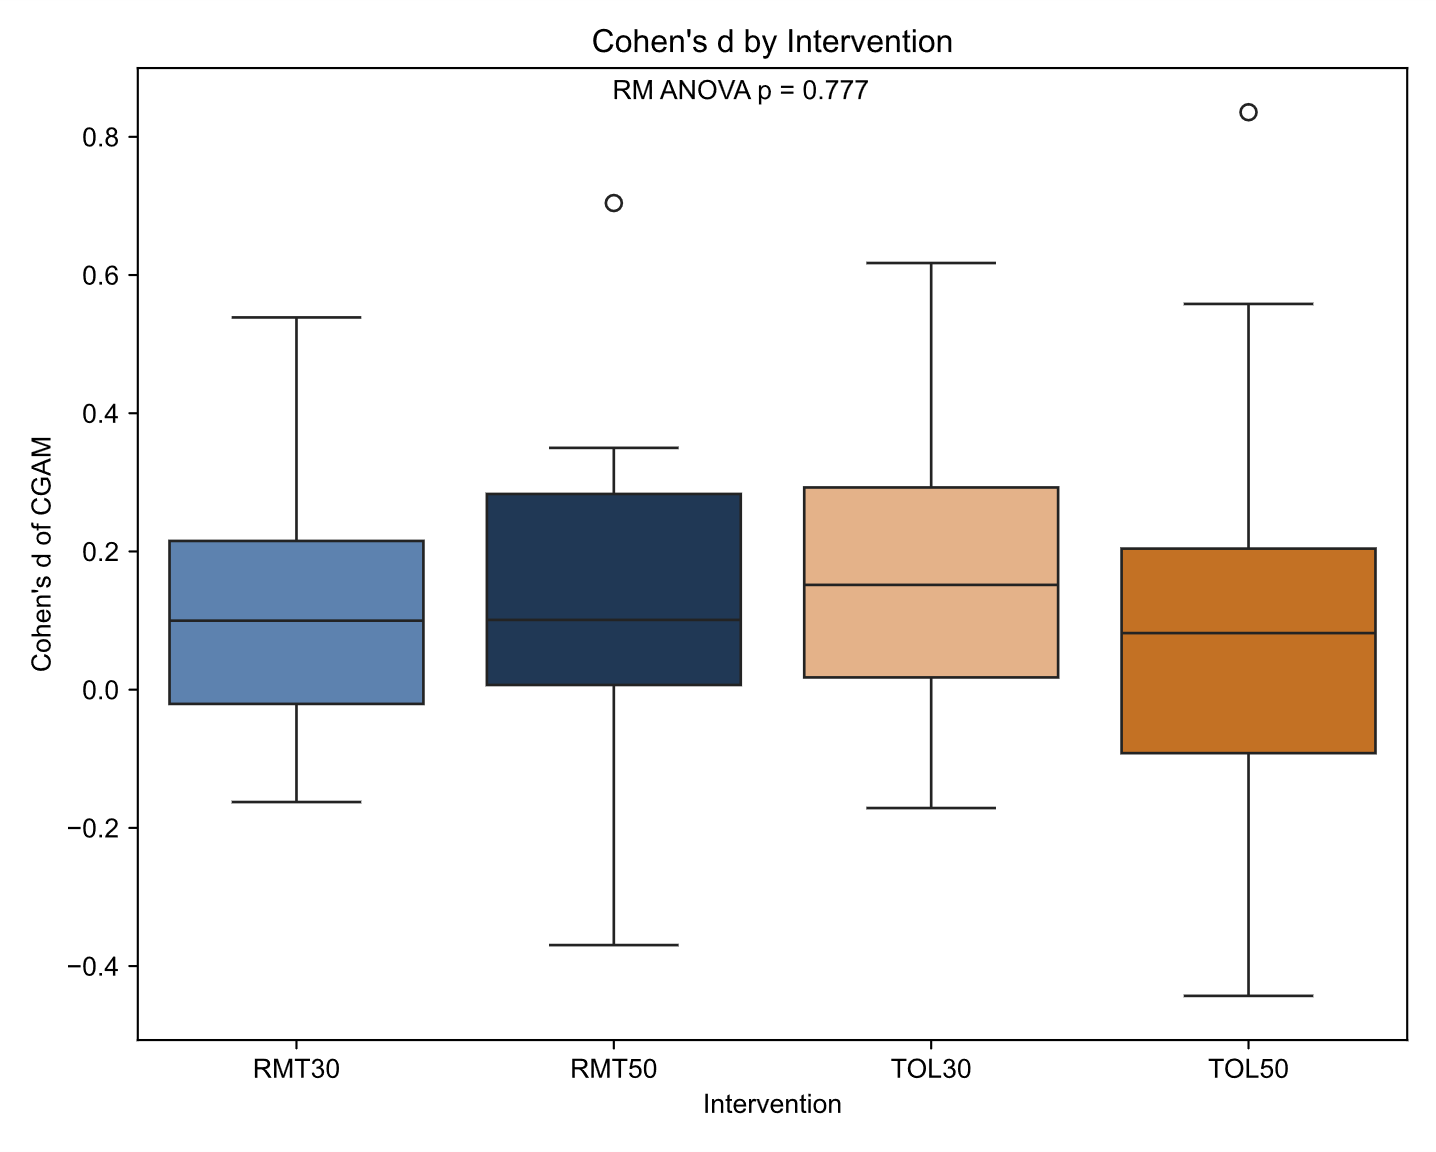 Cohen's d by Intervention
RM ANOVA p = 0.777
Cohen's d of CGAM
0.8
0.6
0.4
0.2
0.0
−0.2
−0.4
RMT30
RMT50
TOL30
TOL50
Intervention